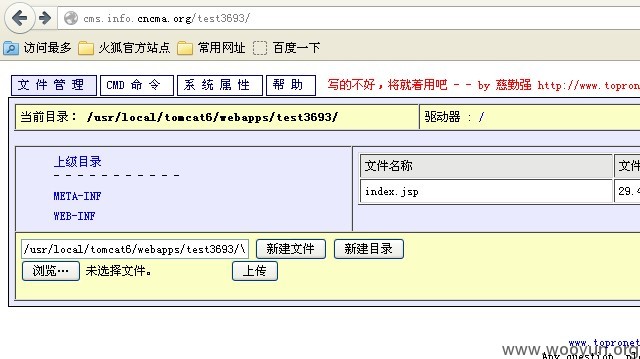 cms.info.cncma.org/test3693/
访问最多 火狐官方站点 常用网址 百度一下
文件管理 CMD 命令 系统属性 帮助 写的不好，将就着用吧 - - by 慈勤强 http://www.topron
当前目录： /usr/local/tomcat6/webapps/test3693/ 驱动器 : /
上级目录
- - - - - - - - - - - -
文件名称 文件
META-INF
index.jsp 29.4
WEB-INF
/usr/local/tomcat6/webapps/test3693/\ 新建文件 新建目录
浏览… 未选择文件。 上传
www.topronet
www.wooyun.org
Any question, pl